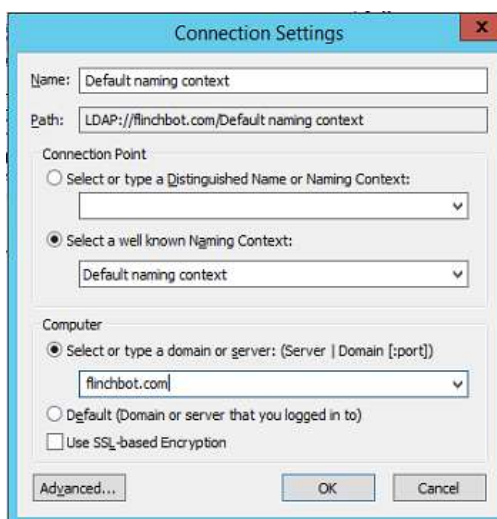 Connection Settings
x
Name: Default naming context
Path: LDAP://flinchbot.com/Default naming context
Connection Point
Select or type a Distinguished Name or Naming Context:
Select a well known Naming Context:
Default naming context
Computer
Select or type a domain or server: (Server | Domain [:port])
flinchbot.com
Default (Domain or server that you logged in to)
Use SSL-based Encryption
Advanced...
OK
Cancel